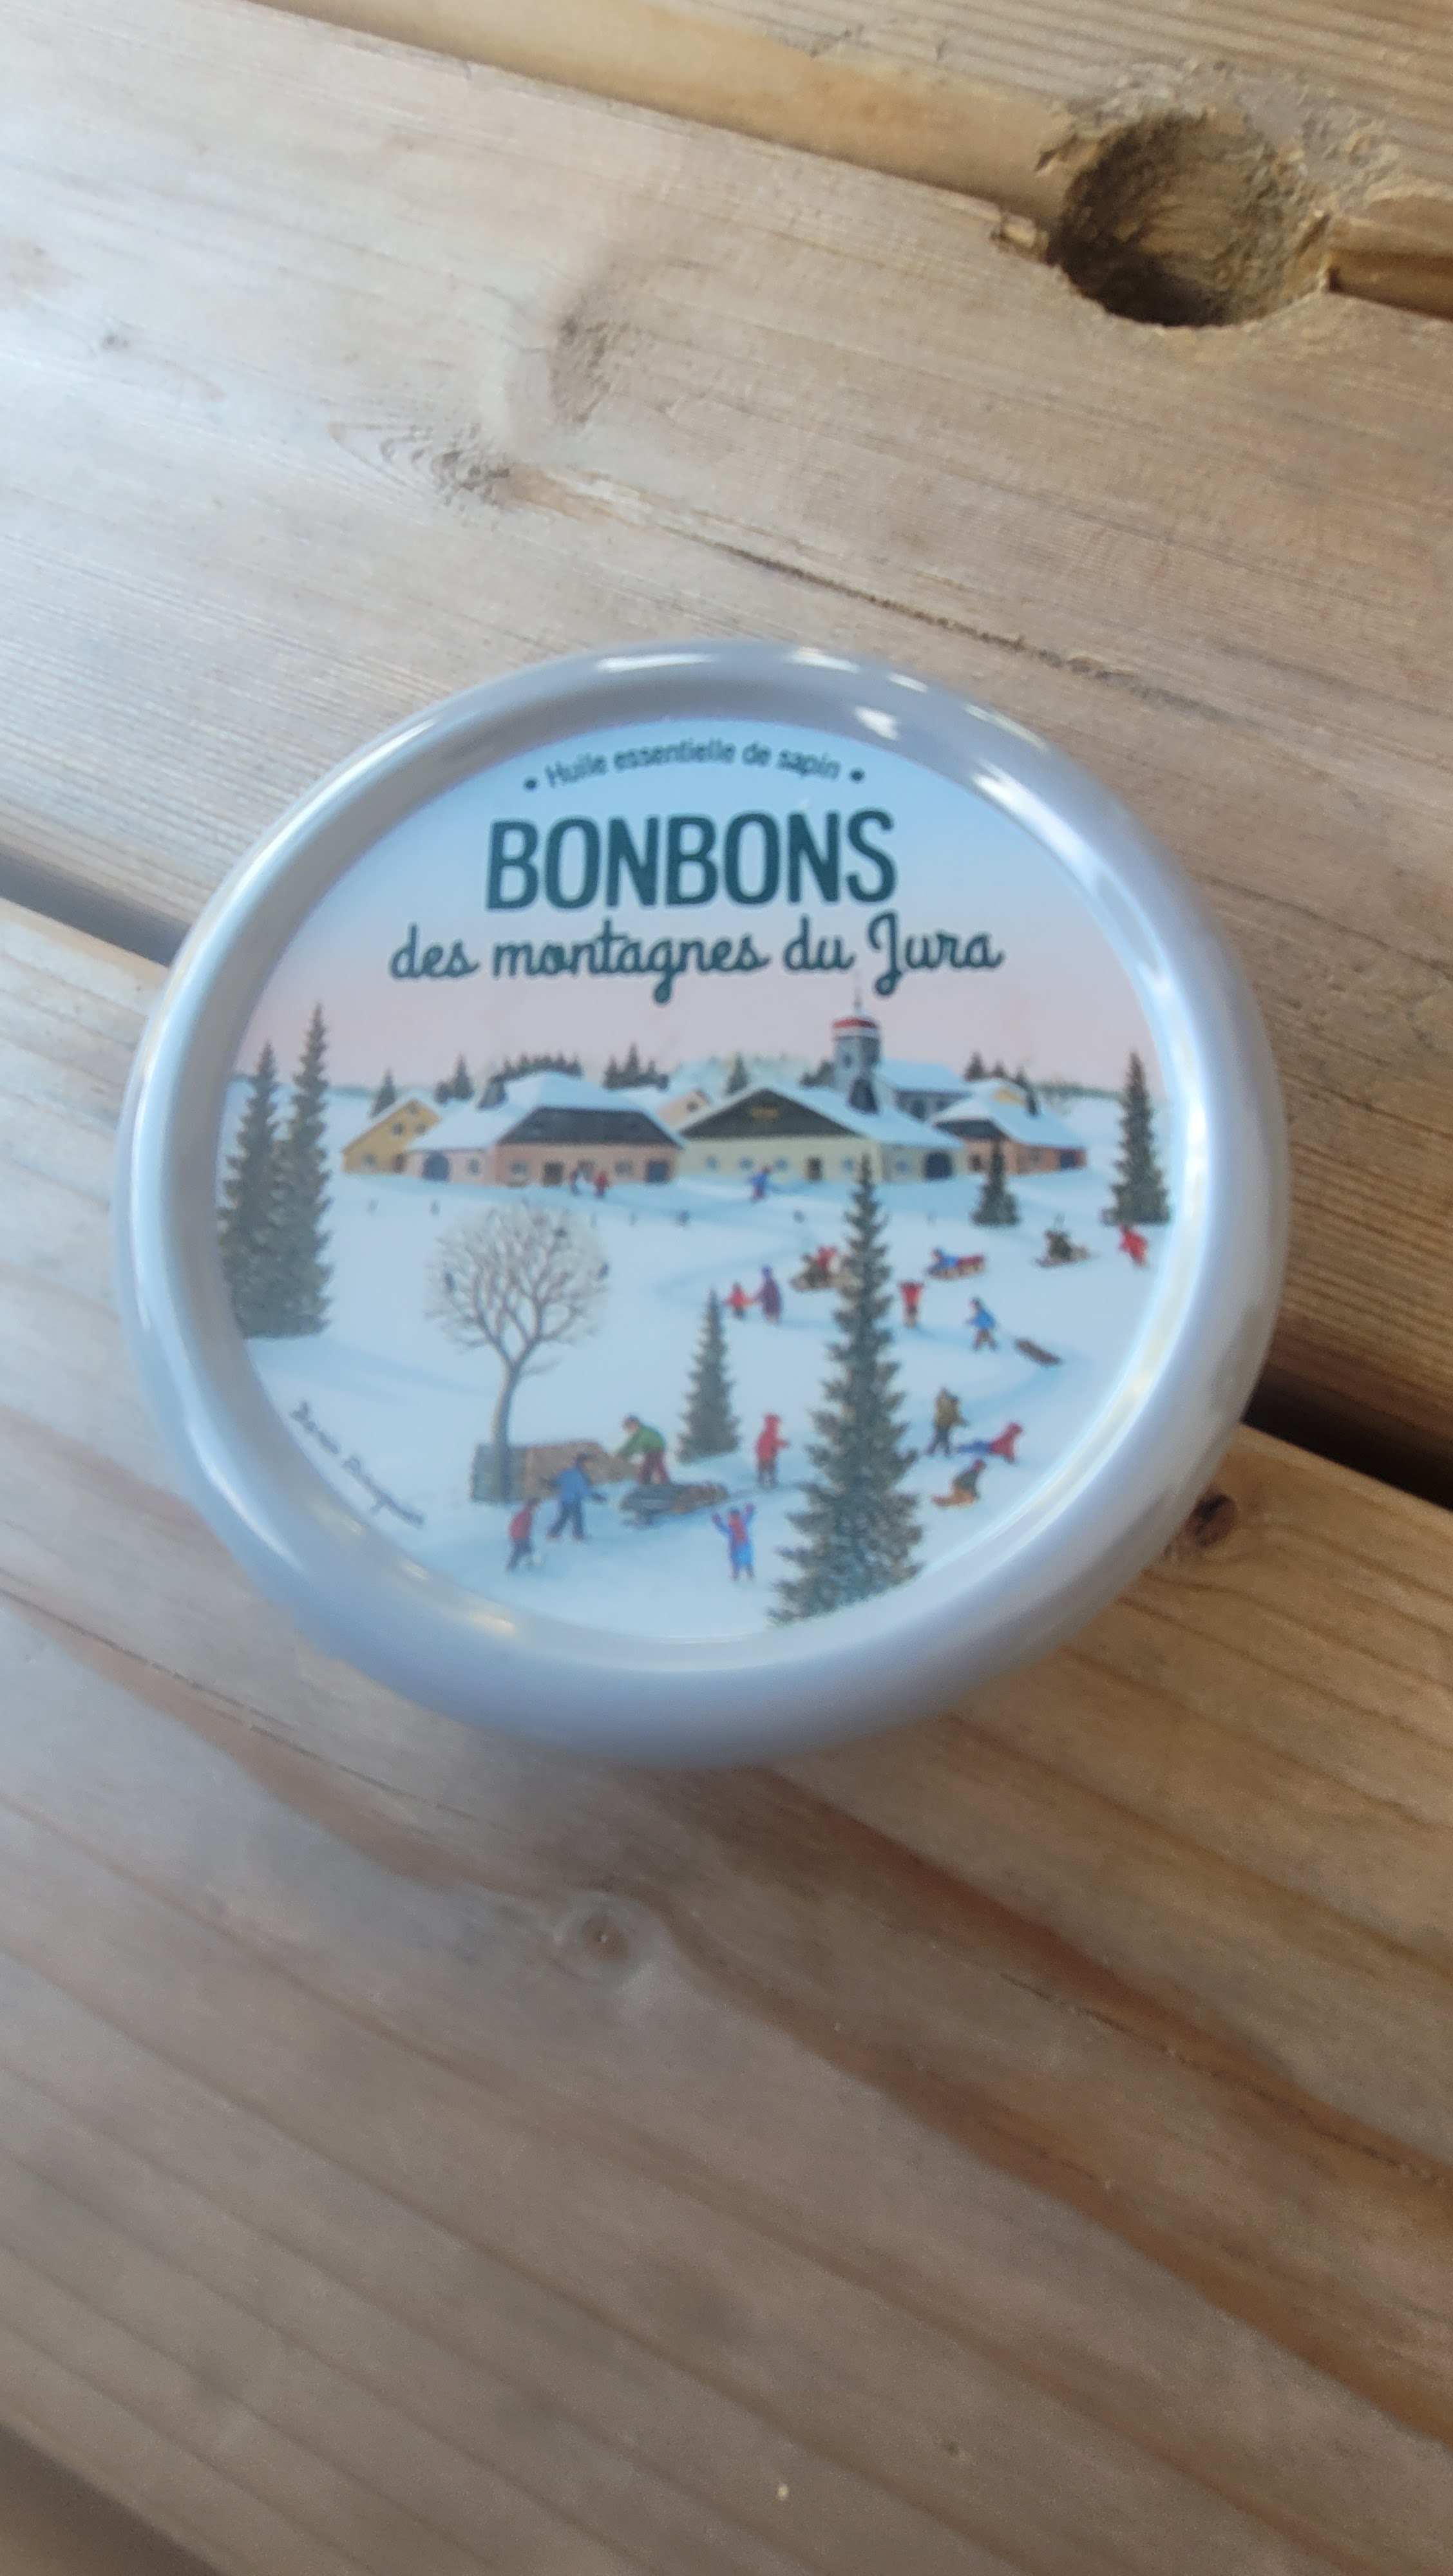 • Huile essentielle de sapin •
BONBONS
des montagnes du Jura